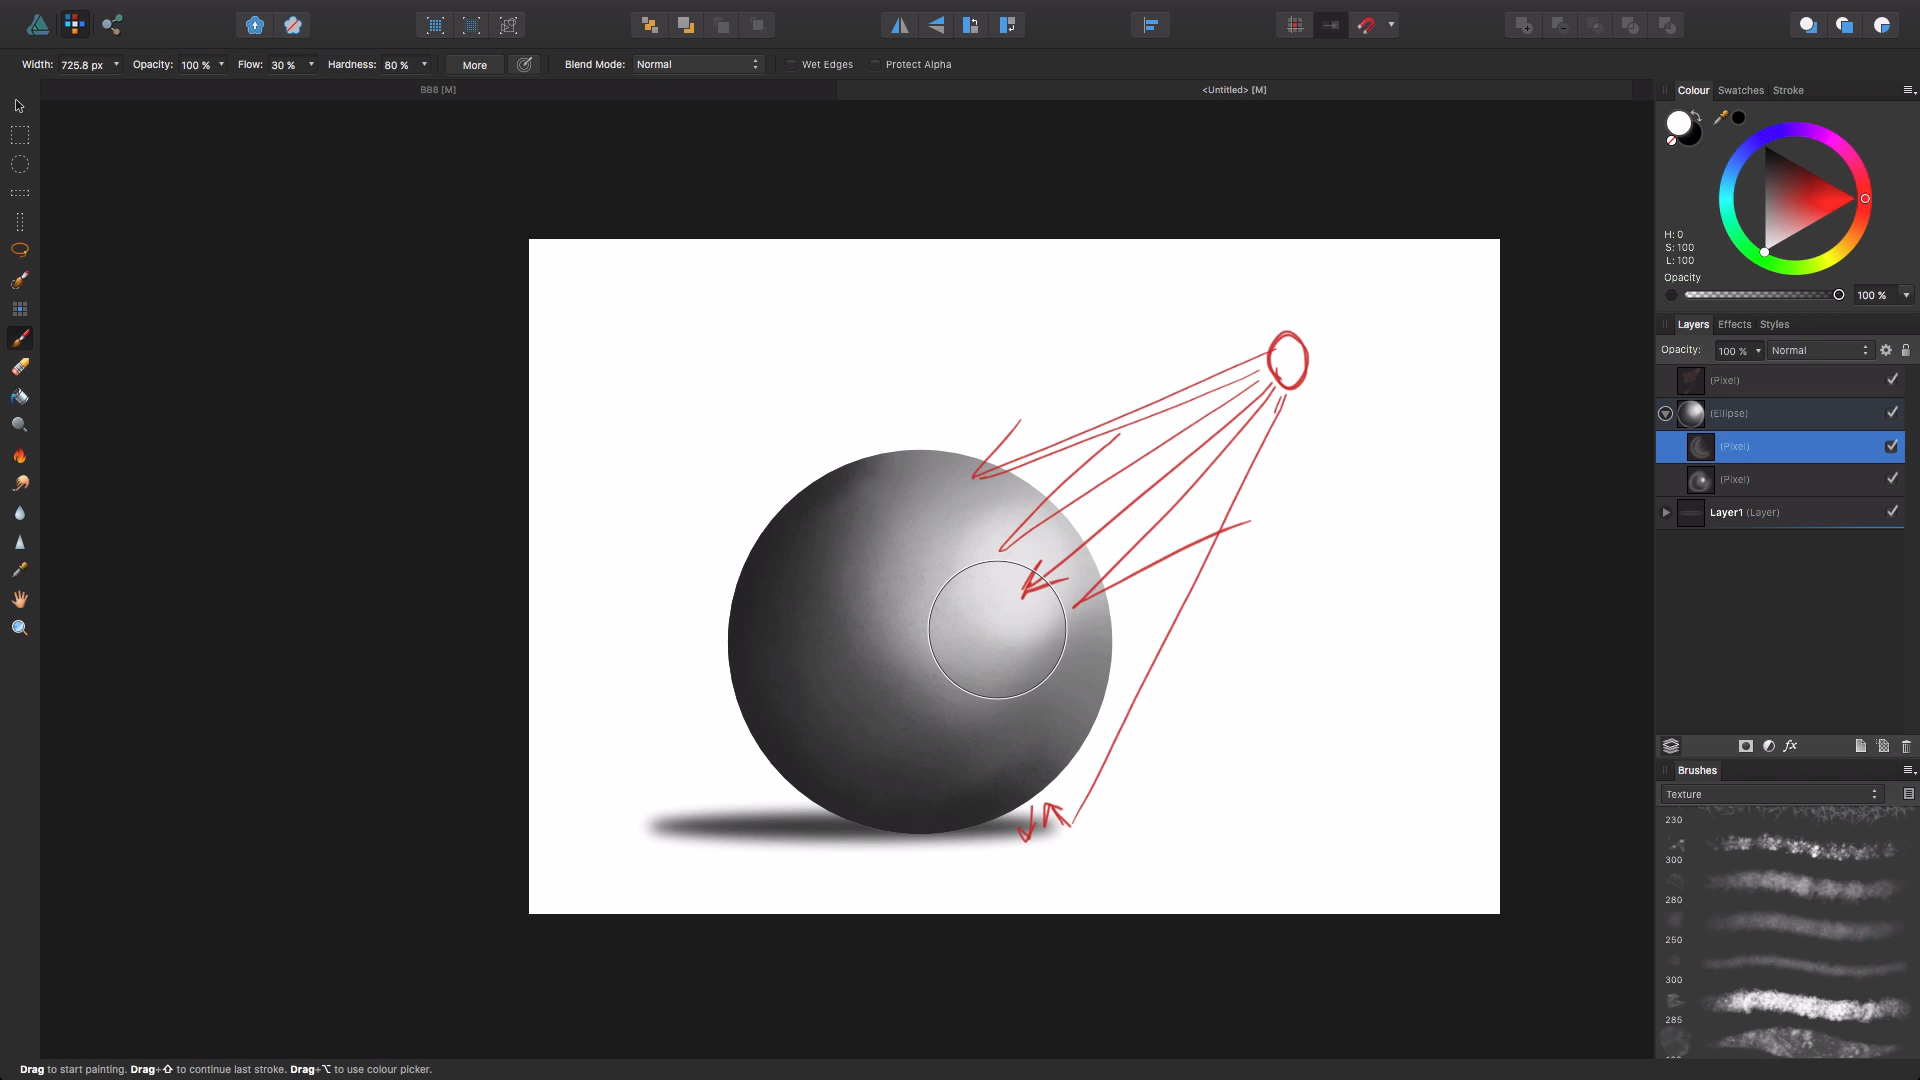 Width: 725.8 px Opacity: 100 % Flow: 30 % Hardness: 80 % More Blend Mode: Normal Wet Edges Protect Alpha
BB8 [M] <Untitled> [M]
Colour Swatches Stroke
H: 0
S: 100
L: 100
Opacity
100 %
Layers Effects Styles
Opacity: 100 % Normal
(Pixel)
(Ellipse)
(Pixel)
(Pixel)
Layer1 (Layer)
fx
Brushes
Texture
230
300
280
250
300
285
Drag to start painting. Drag+⇧ to continue last stroke. Drag+⌥ to use colour picker.